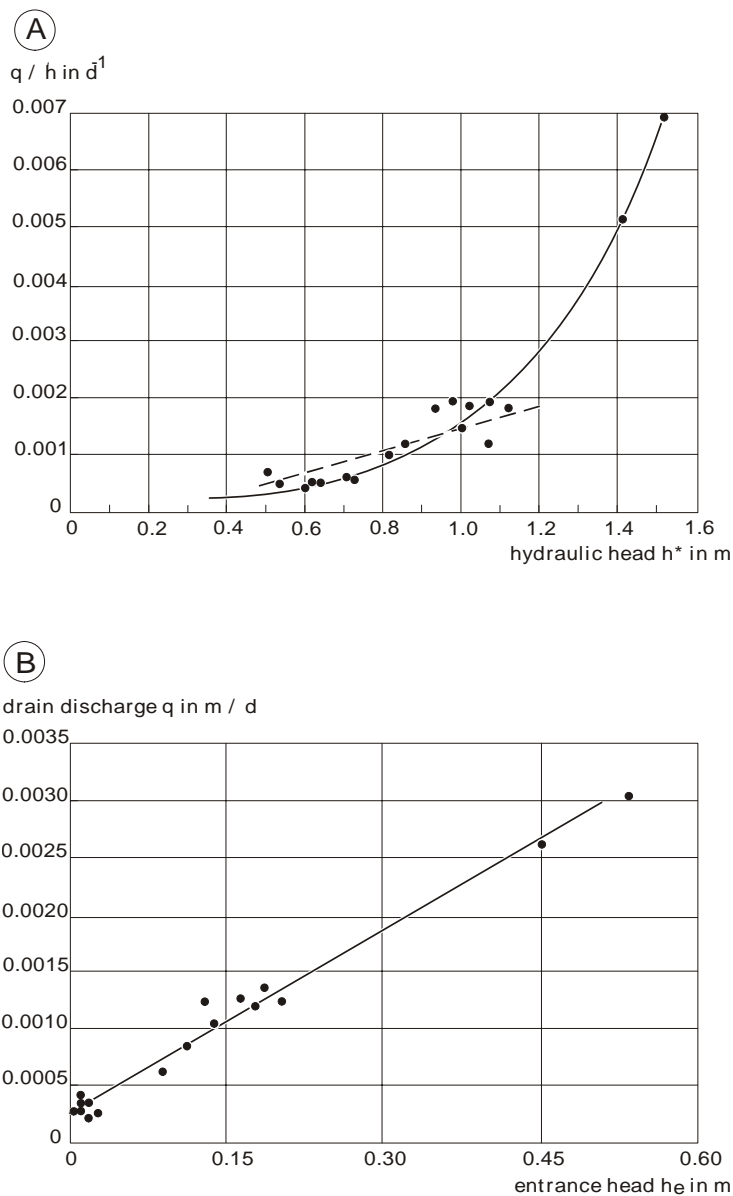 A
q / h in d-1
0.007
0.006
0.005
0.004
0.003
0.002
0.001
0
0 0.2 0.4 0.6 0.8 1.0 1.2 1.4 1.6
hydraulic head h* in m
B
drain discharge q in m / d
0.0035
0.0030
0.0025
0.0020
0.0015
0.0010
0.0005
0
0 0.15 0.30 0.45 0.60
entrance head he in m